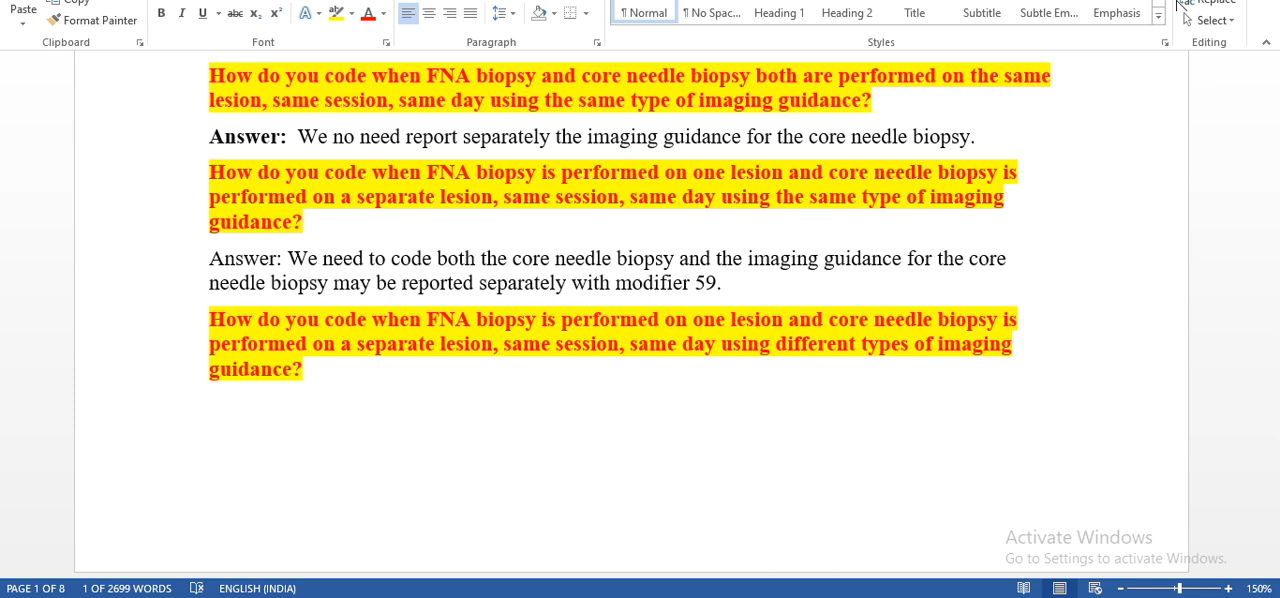 Paste
Copy
Format Painter
B I U abc x₂ x² A A
¶ Normal ¶ No Spac... Heading 1 Heading 2 Title Subtitle Subtle Em... Emphasis
Replace
Select
Clipboard Font Paragraph Styles Editing
How do you code when FNA biopsy and core needle biopsy both are performed on the same
lesion, same session, same day using the same type of imaging guidance?
Answer: We no need report separately the imaging guidance for the core needle biopsy.
How do you code when FNA biopsy is performed on one lesion and core needle biopsy is
performed on a separate lesion, same session, same day using the same type of imaging
guidance?
Answer: We need to code both the core needle biopsy and the imaging guidance for the core
needle biopsy may be reported separately with modifier 59.
How do you code when FNA biopsy is performed on one lesion and core needle biopsy is
performed on a separate lesion, same session, same day using different types of imaging
guidance?
Activate Windows
Go to Settings to activate Windows.
PAGE 1 OF 8 1 OF 2699 WORDS ENGLISH (INDIA) 150%